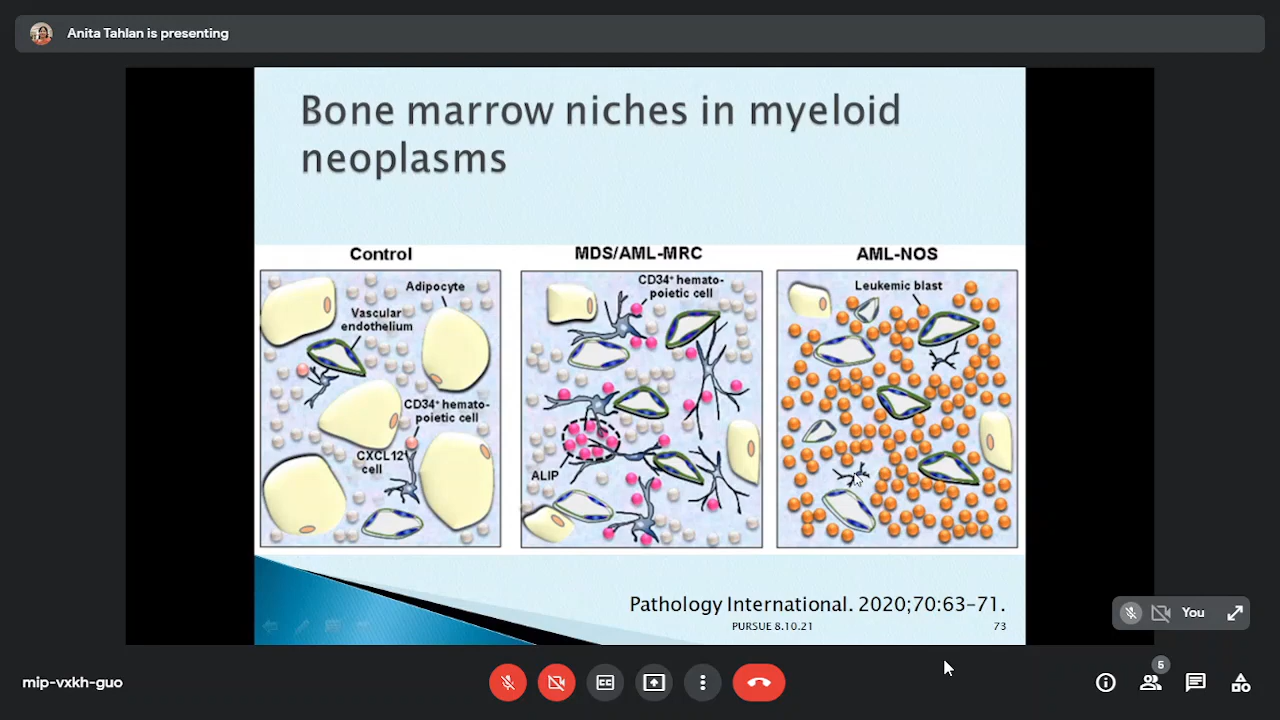 Anita Tahlan is presenting
Bone marrow niches in myeloid
neoplasms
Control
Adipocyte
Vascular
endothelium
CD34⁺ hemato-
poietic cell
CXCL12⁺
cell
MDS/AML-MRC
CD34⁺ hemato-
poietic cell
ALIP
AML-NOS
Leukemic blast
Pathology International. 2020;70:63–71.
PURSUE 8.10.21
73
You
mip-vxkh-guo
CC
5